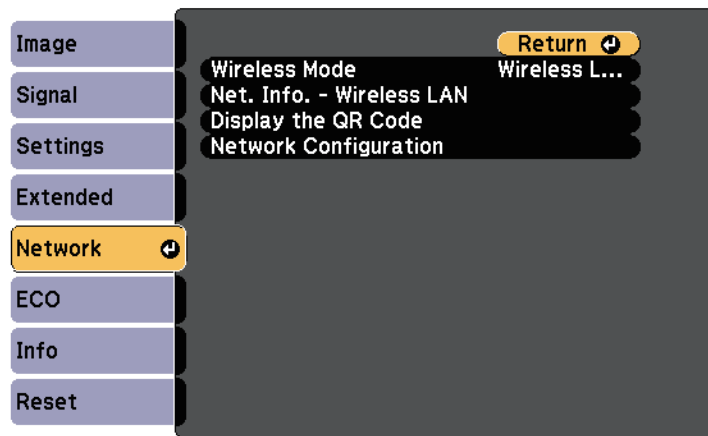 Image
Signal
Settings
Extended
Network
ECO
Info
Reset
Return
Wireless Mode Wireless L...
Net. Info. - Wireless LAN
Display the QR Code
Network Configuration